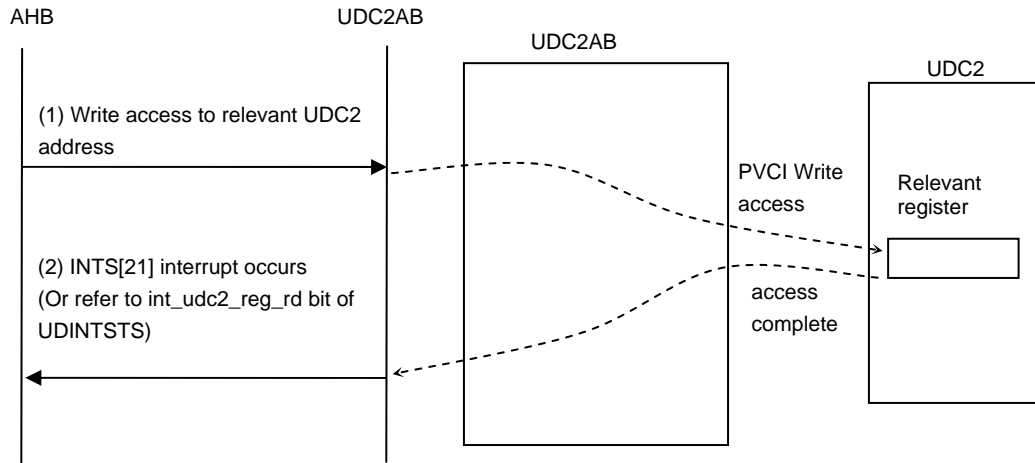 AHB
UDC2AB
UDC2AB
UDC2
(1) Write access to relevant UDC2
address
PVCI Write
access
Relevant
register
(2) INTS[21] interrupt occurs
(Or refer to int_udc2_reg_rd bit of
UDINTSTS)
access
complete